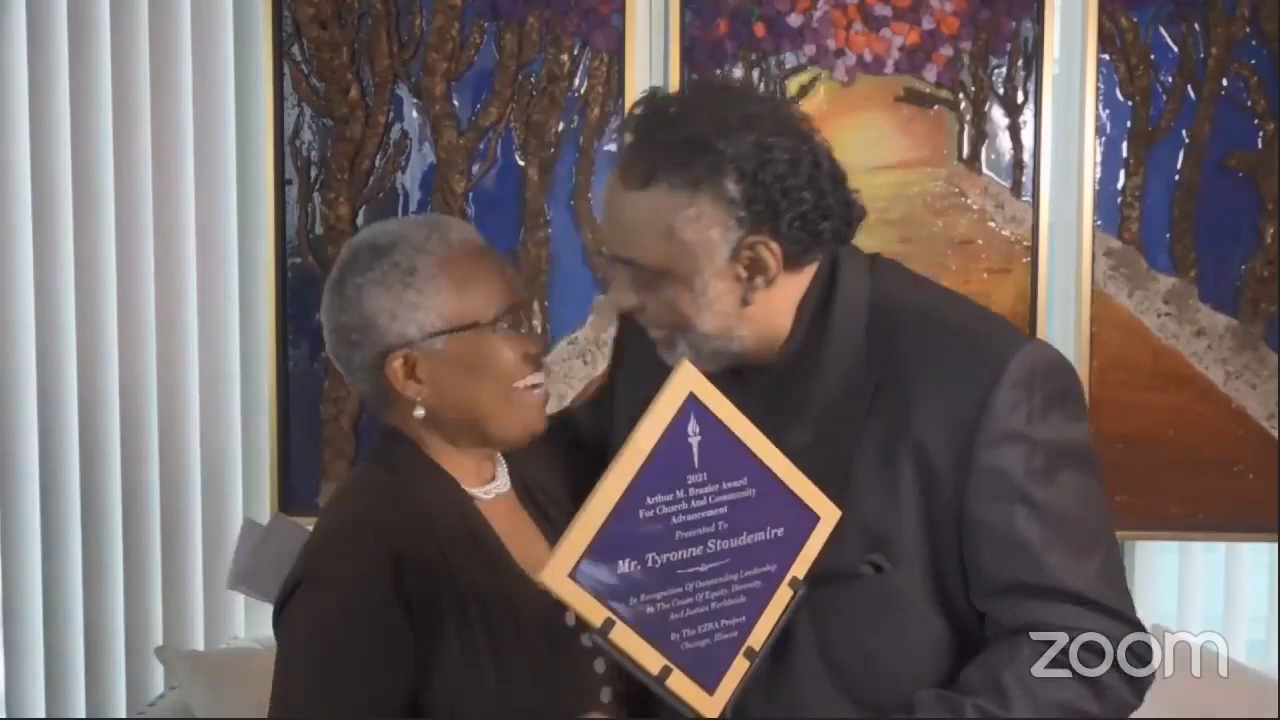 2021
Arthur M. Brazier Award
For Church And Community
Advancement
Presented To
Mr. Tyronne Stoudemire
In Recognition Of Outstanding Leadership
In The Cause Of Equity, Diversity,
And Justice Worldwide
By The EZRA Project
Chicago, Illinois
zoom